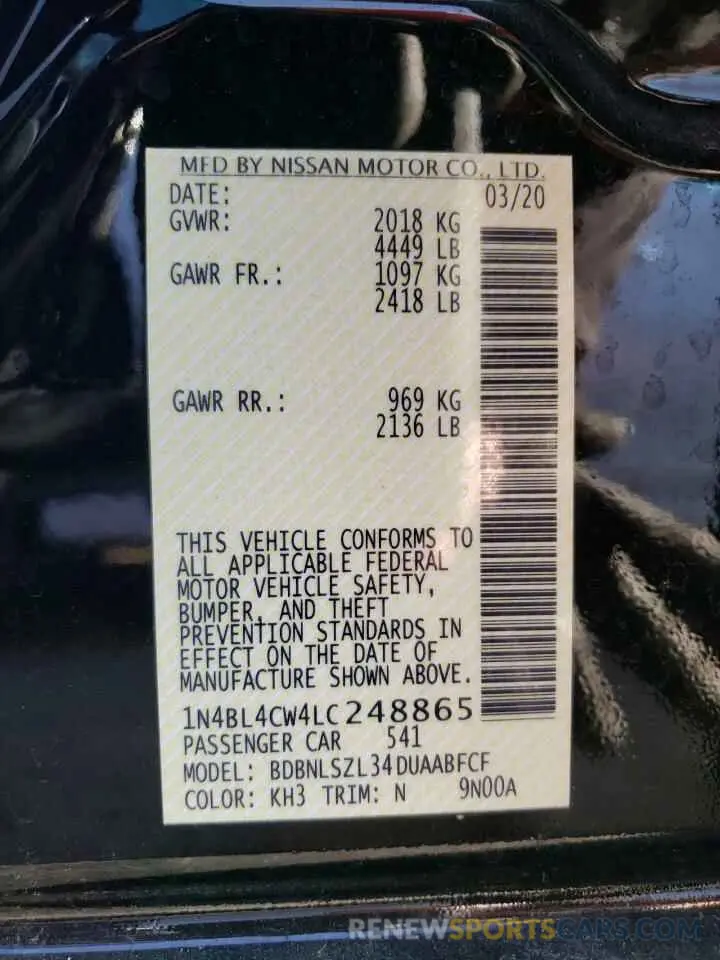 MFD BY NISSAN MOTOR CO., LTD.
DATE: 03/20
GVWR: 2018 KG
4449 LB
GAWR FR.: 1097 KG
2418 LB
GAWR RR.: 969 KG
2136 LB
THIS VEHICLE CONFORMS TO
ALL APPLICABLE FEDERAL
MOTOR VEHICLE SAFETY,
BUMPER, AND THEFT
PREVENTION STANDARDS IN
EFFECT ON THE DATE OF
MANUFACTURE SHOWN ABOVE.
1N4BL4CW4LC248865
PASSENGER CAR 541
MODEL: BDBNLSZL34DUAABFCF
COLOR: KH3 TRIM: N 9N00A
RENEWSPORTSCARS.COM